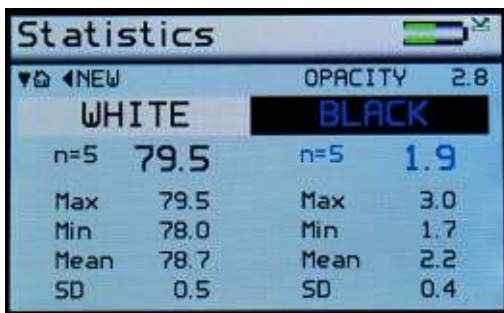 Statistics
NEW OPACITY 2.8
WHITE BLACK
n=5 79.5 n=5 1.9
Max 79.5 Max 3.0
Min 78.0 Min 1.7
Mean 78.7 Mean 2.2
SD 0.5 SD 0.4